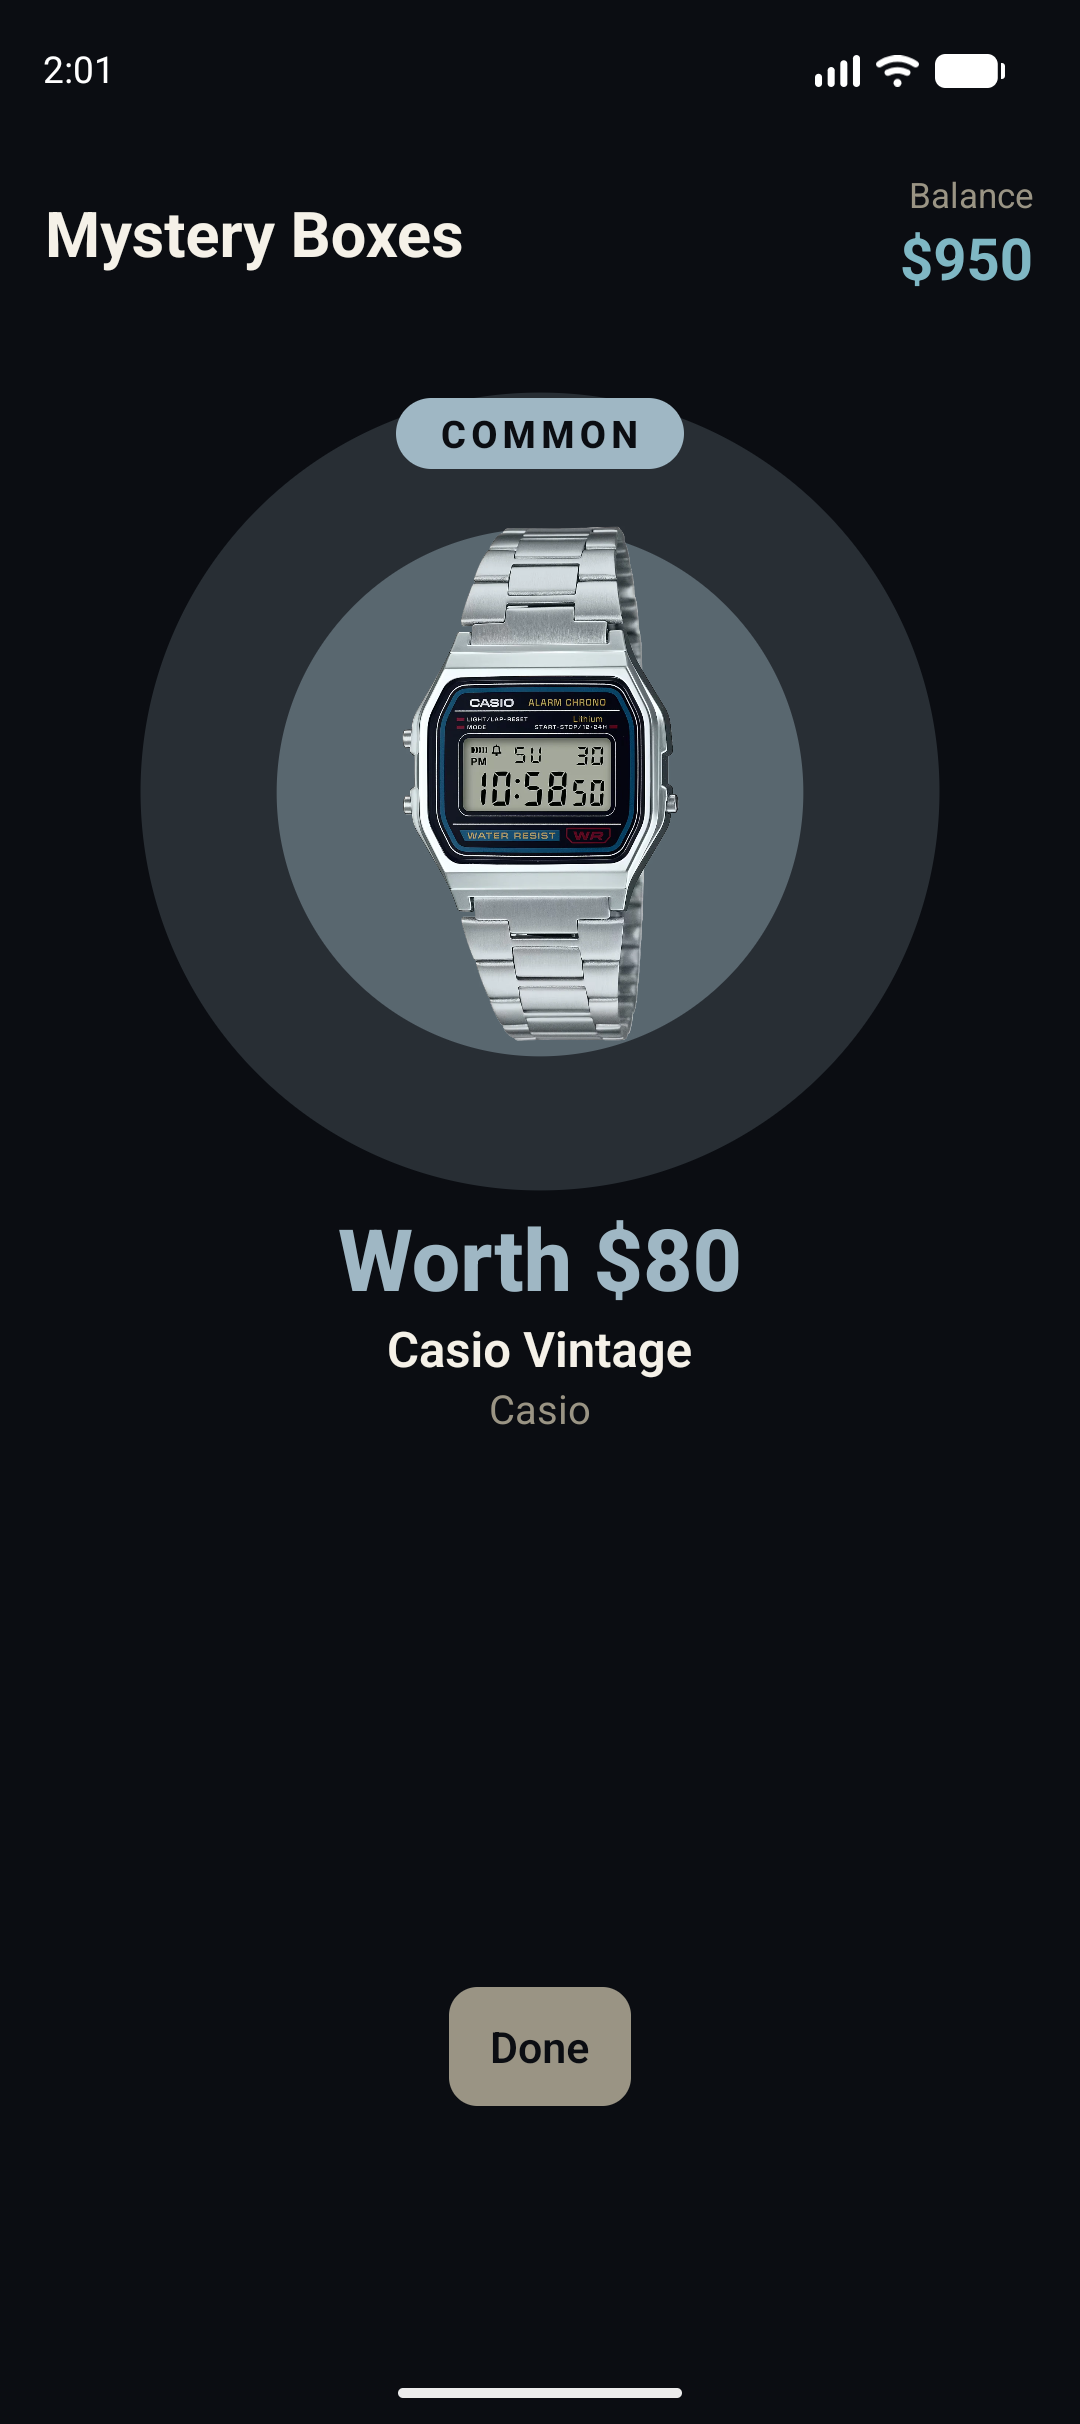 2:01
Mystery Boxes
Balance
$950
COMMON
CASIO ALARM CHRONO
LIGHT/LAP-RESET Lithium
MODE START-STOP/12·24H
SU 30
PM 10:58 50
WATER RESIST WR
Worth $80
Casio Vintage
Casio
Done